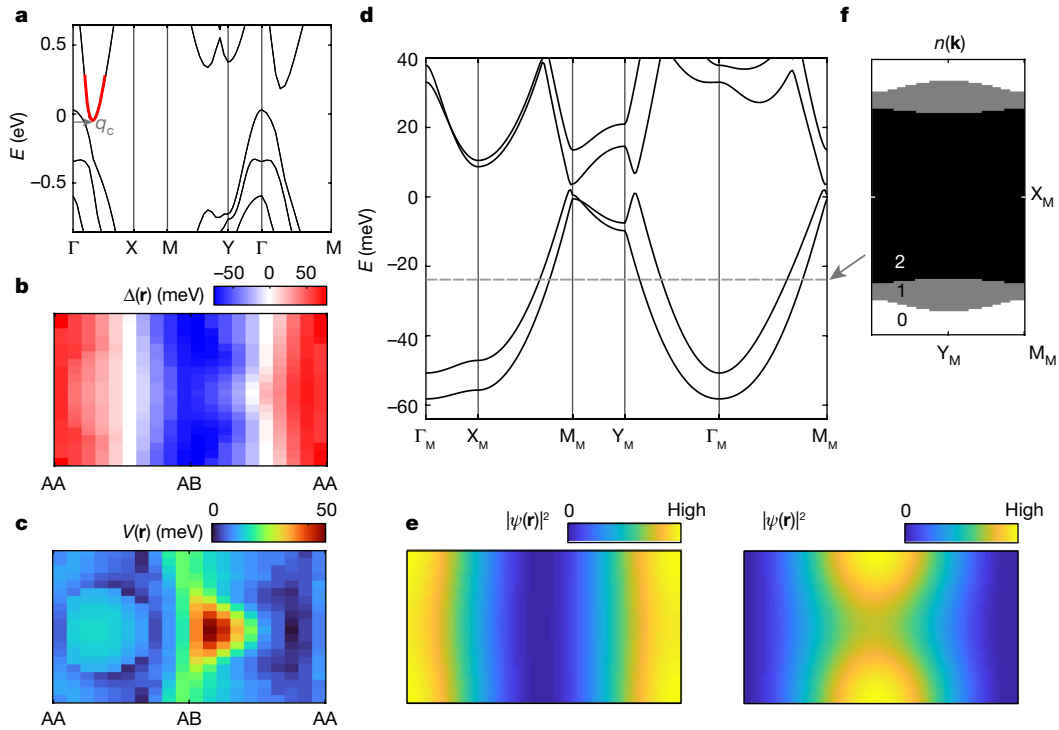 a
0.5
0
−0.5
E (eV)
q_c
Γ
X
M
Y
Γ
M
b
Δ(r) (meV)
−50
0
50
AA
AB
AA
c
V(r) (meV)
0
50
AA
AB
AA
d
40
20
0
−20
−40
−60
E (meV)
Γ_M
X_M
M_M
Y_M
Γ_M
M_M
e
|ψ(r)|²
0
High
|ψ(r)|²
0
High
f
n(k)
X_M
2
1
0
Y_M
M_M